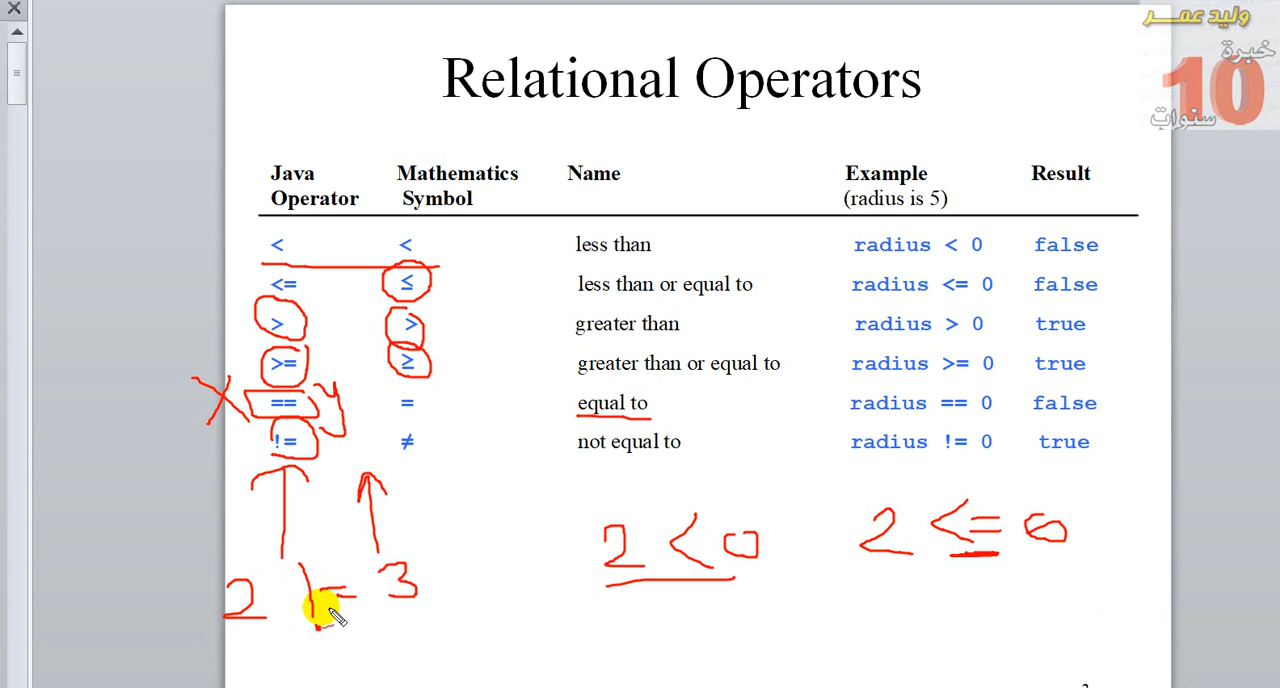 وليد عمر
خبرة
10
سنوات
Relational Operators
Java Operator Mathematics Symbol Name Example (radius is 5) Result
< < less than radius < 0 false
<= ≤ less than or equal to radius <= 0 false
> > greater than radius > 0 true
>= ≥ greater than or equal to radius >= 0 true
X == y = equal to radius == 0 false
!= ≠ not equal to radius != 0 true
2 < 0 2 <= 0
2 != 3